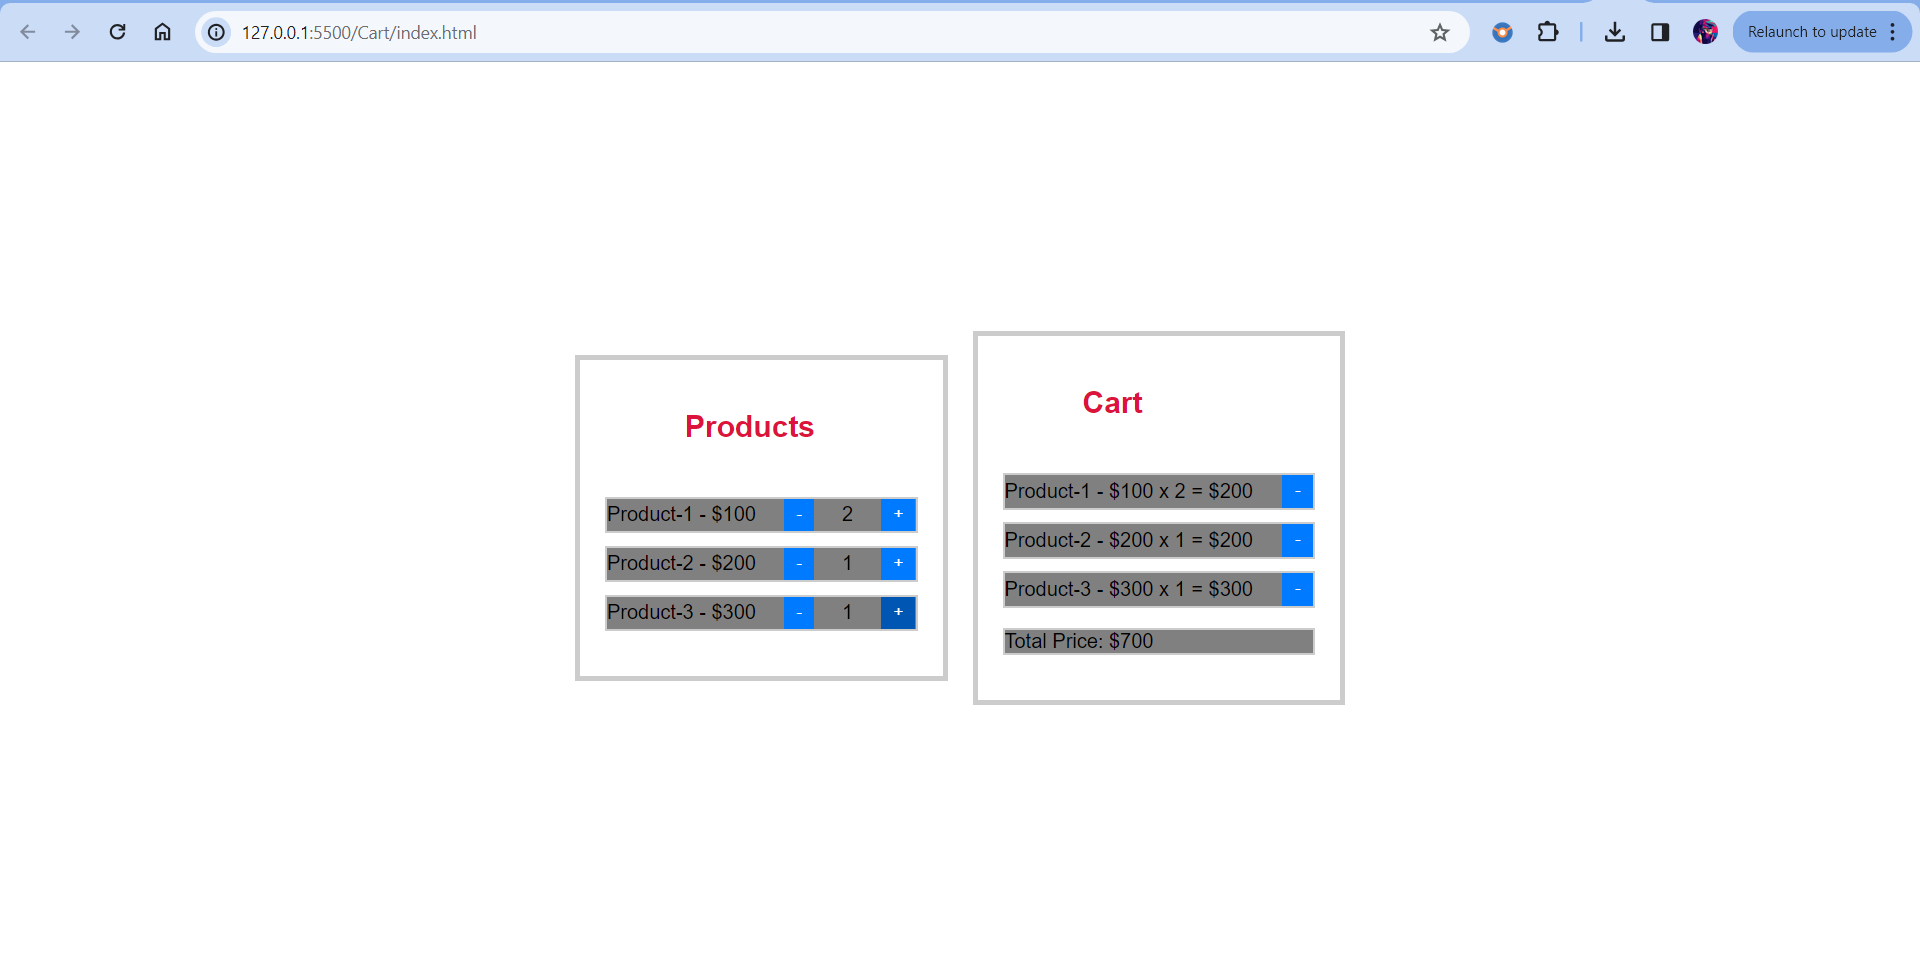 127.0.0.1:5500/Cart/index.html
Relaunch to update
Products
Product-1 - $100 - 2 +
Product-2 - $200 - 1 +
Product-3 - $300 - 1 +
Cart
Product-1 - $100 x 2 = $200 -
Product-2 - $200 x 1 = $200 -
Product-3 - $300 x 1 = $300 -
Total Price: $700